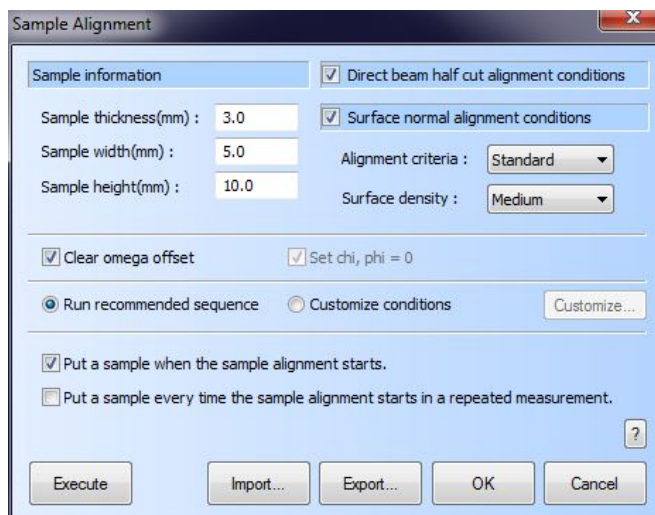 Sample Alignment
Sample information
Direct beam half cut alignment conditions
Sample thickness(mm) : 3.0
Surface normal alignment conditions
Sample width(mm) : 5.0
Alignment criteria : Standard
Sample height(mm) : 10.0
Surface density : Medium
Clear omega offset Set chi, phi = 0
Run recommended sequence Customize conditions Customize...
Put a sample when the sample alignment starts.
Put a sample every time the sample alignment starts in a repeated measurement.
?
Execute Import... Export... OK Cancel